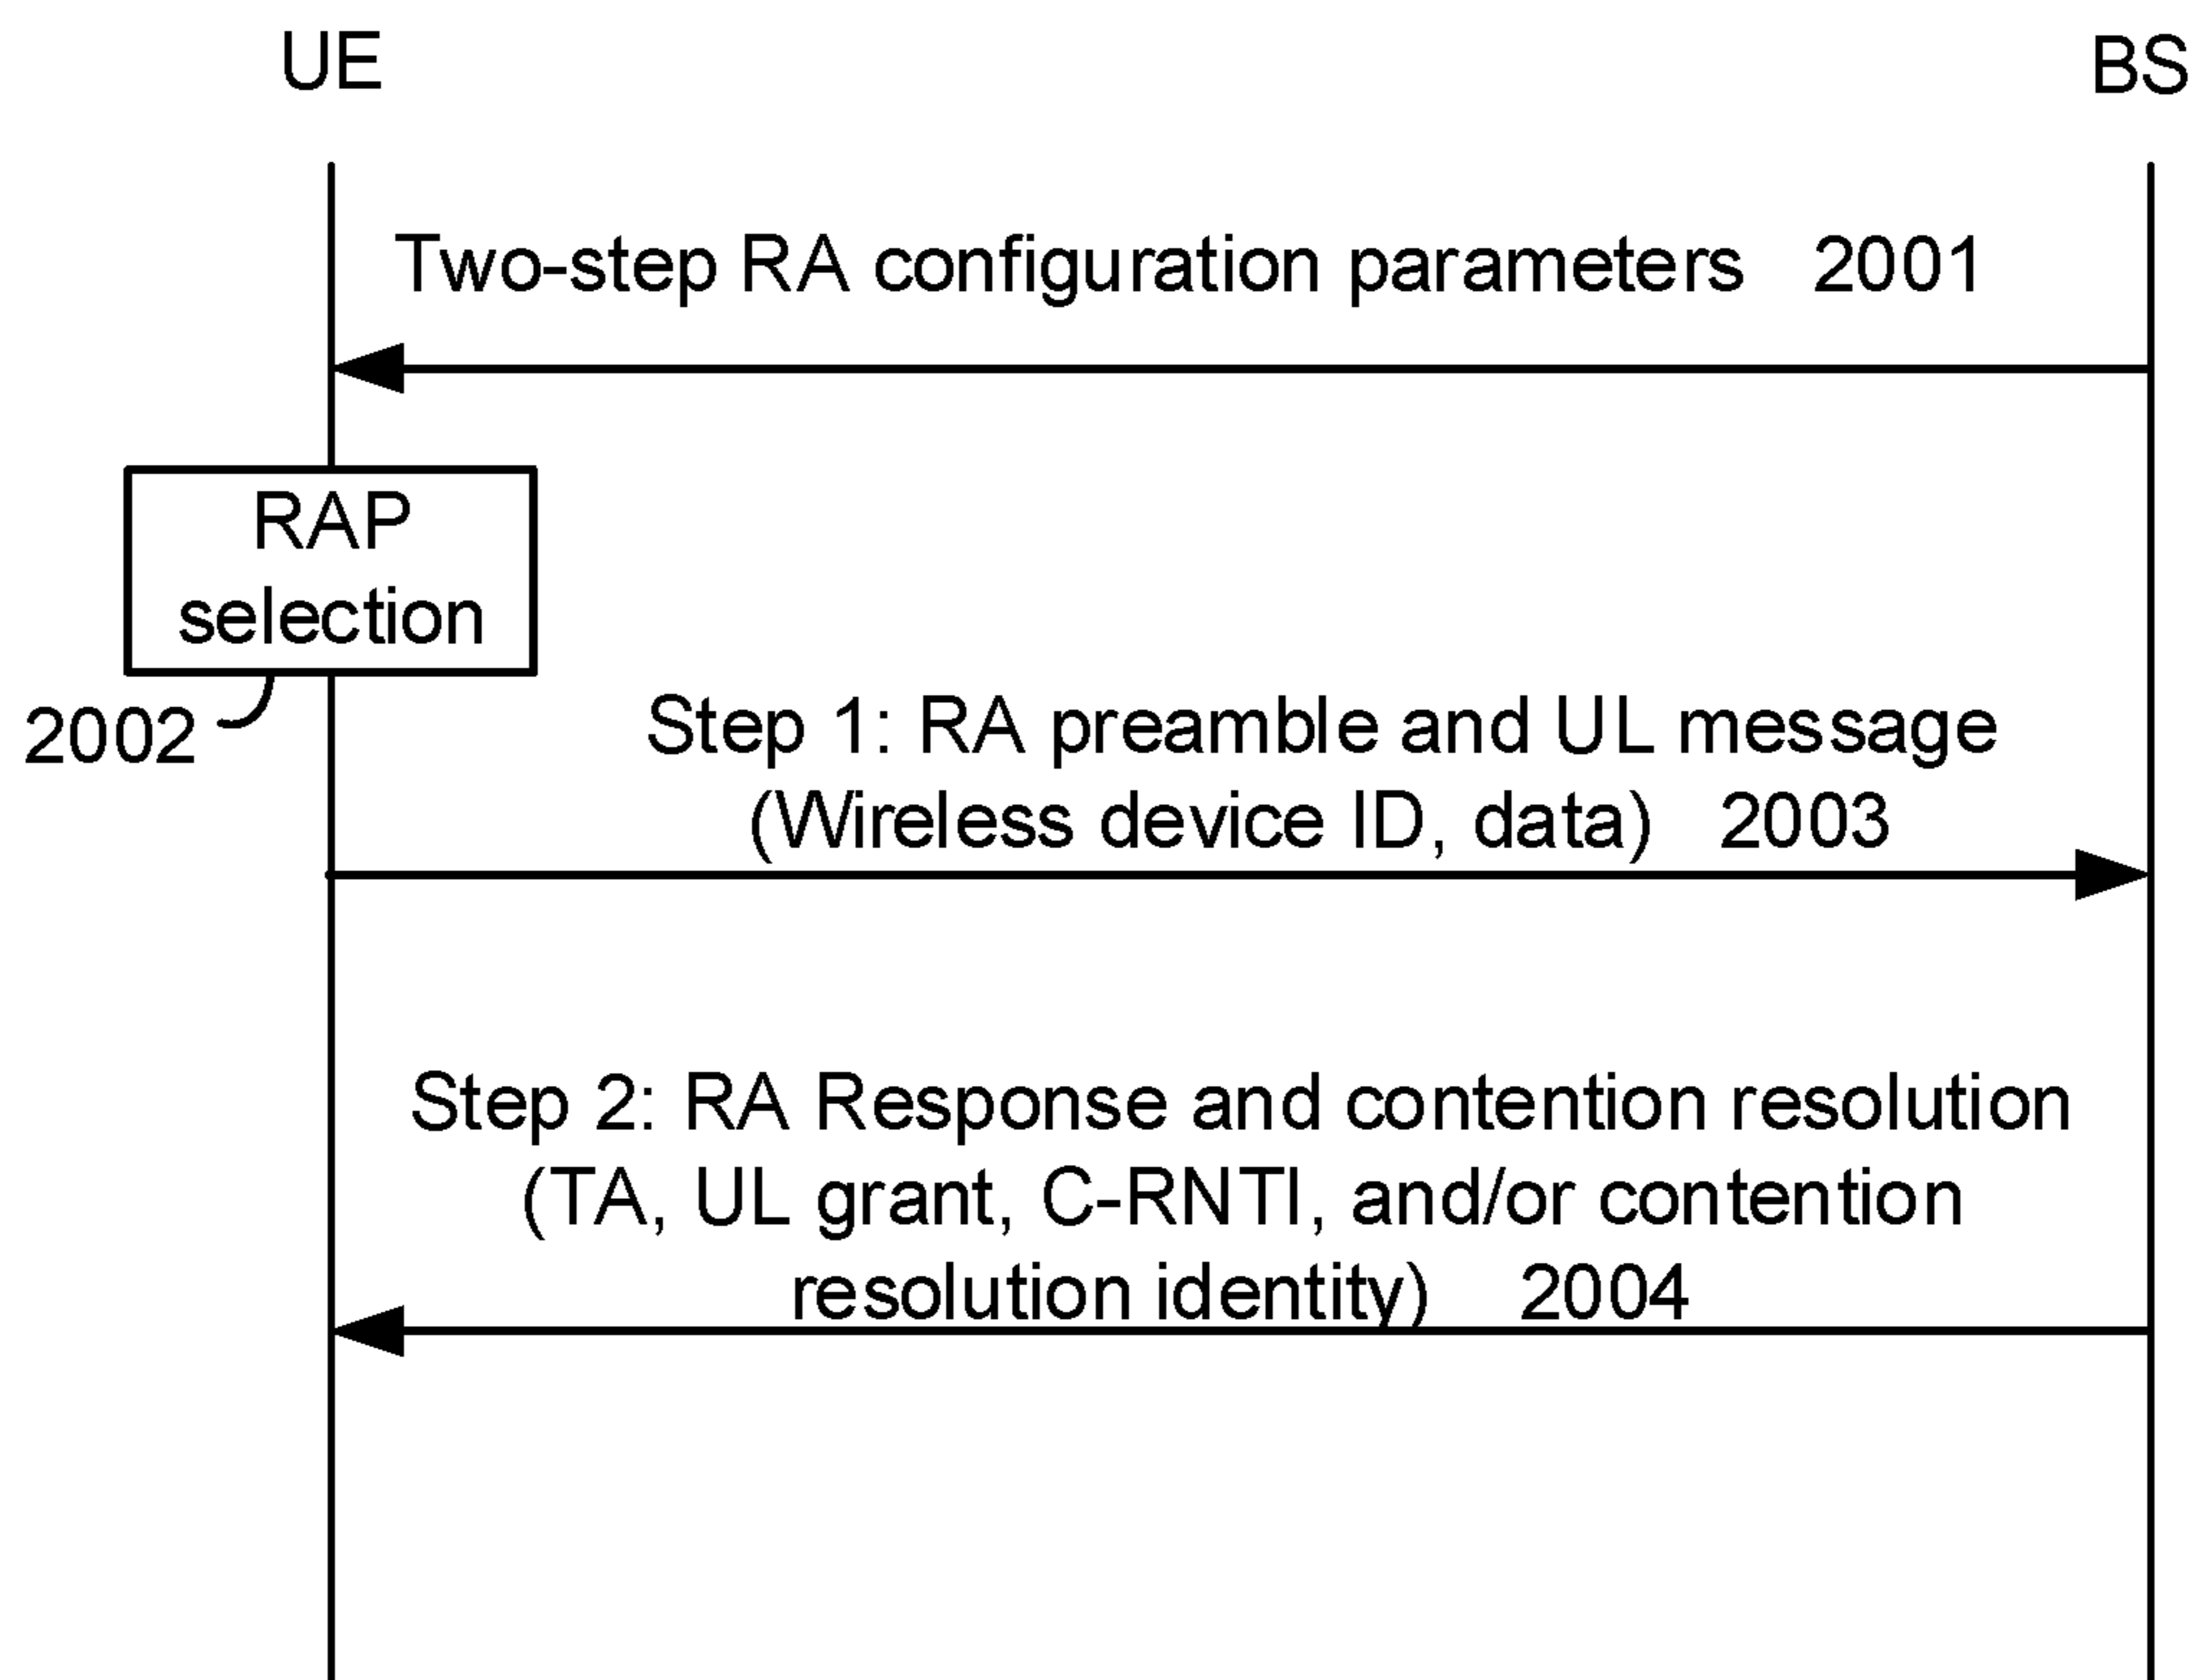 UE
BS
Two-step RA configuration parameters 2001
RAP
selection
2002
Step 1: RA preamble and UL message
(Wireless device ID, data) 2003
Step 2: RA Response and contention resolution
(TA, UL grant, C-RNTI, and/or contention
resolution identity) 2004